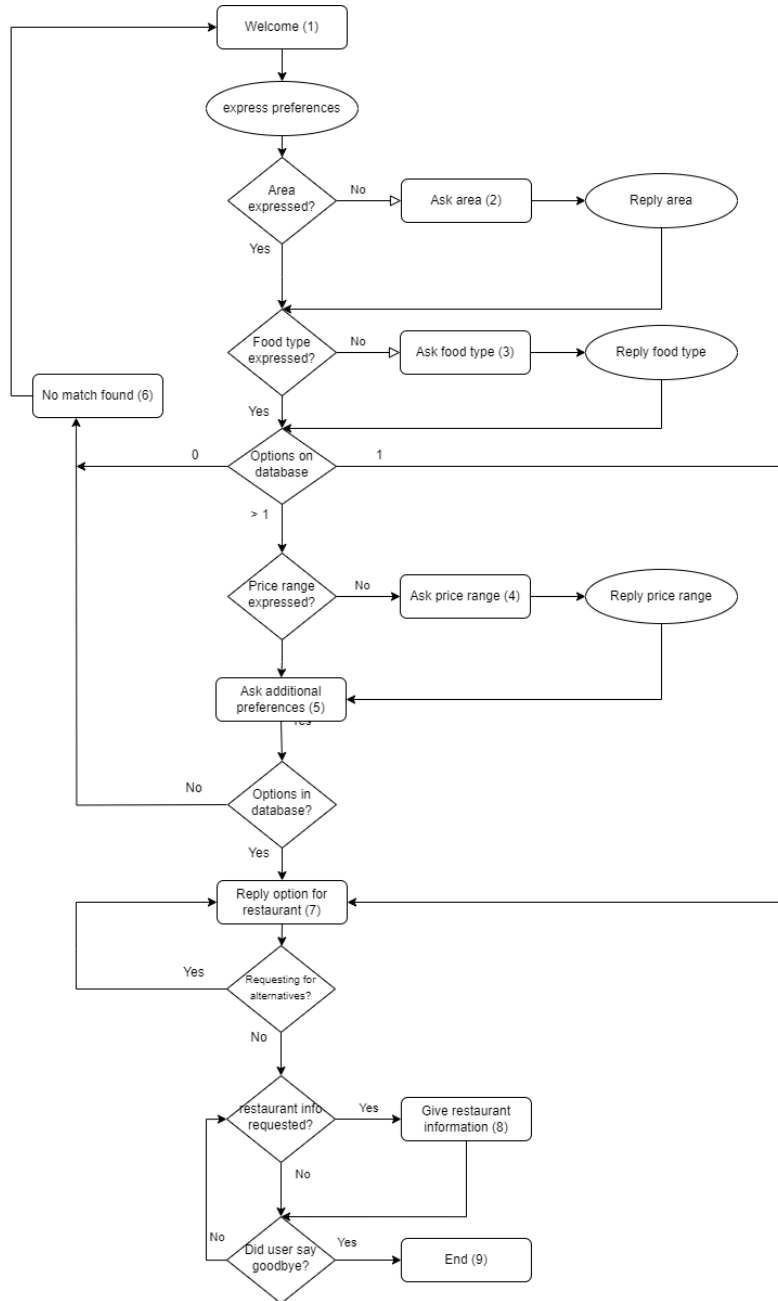 Welcome (1)
express preferences
Area
expressed?
No
Ask area (2)
Reply area
Yes
Food type
expressed?
No
Ask food type (3)
Reply food type
No match found (6)
Yes
Options on
database
0
1
> 1
Price range
expressed?
No
Ask price range (4)
Reply price range
Ask additional
preferences (5)
Yes
Options in
database?
No
Yes
Reply option for
restaurant (7)
Requesting for
alternatives?
Yes
No
restaurant info
requested?
Yes
Give restaurant
information (8)
No
Did user say
goodbye?
No
Yes
End (9)